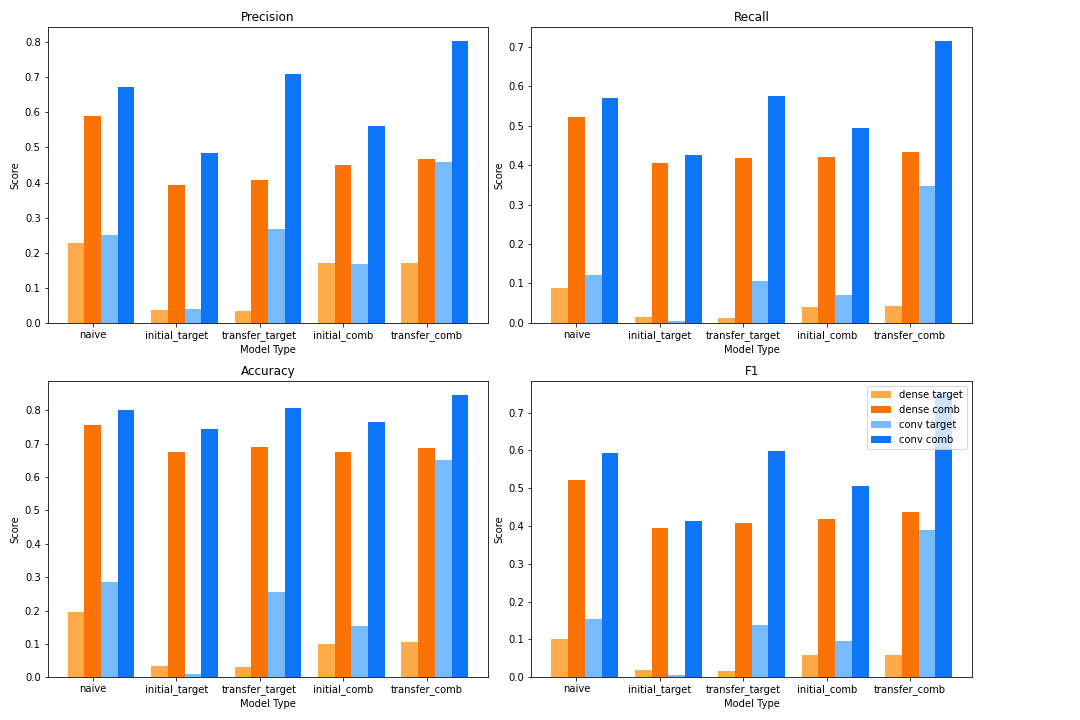 Precision
0.8
0.7
0.6
0.5
0.4
0.3
0.2
0.1
0.0
Score
naive initial_target transfer_target initial_comb transfer_comb
Model Type
Recall
0.7
0.6
0.5
0.4
0.3
0.2
0.1
0.0
Score
naive initial_target transfer_target initial_comb transfer_comb
Model Type
Accuracy
0.8
0.7
0.6
0.5
0.4
0.3
0.2
0.1
0.0
Score
naive initial_target transfer_target initial_comb transfer_comb
Model Type
F1
dense target
dense comb
conv target
conv comb
0.7
0.6
0.5
0.4
0.3
0.2
0.1
0.0
Score
naive initial_target transfer_target initial_comb transfer_comb
Model Type